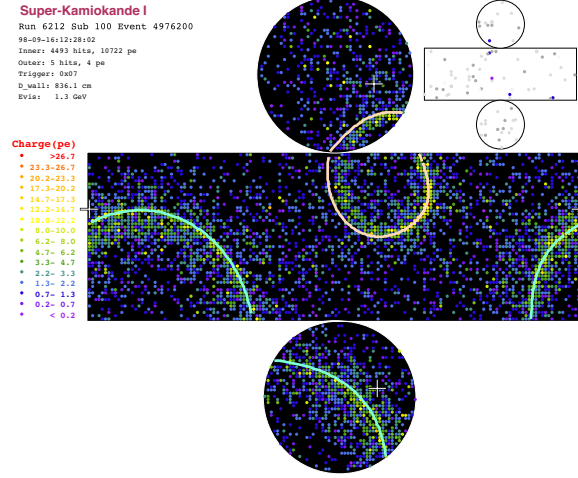 Super-Kamiokande I
Run 6212 Sub 100 Event 4976200
98-09-16:12:28:02
Inner: 4493 hits, 10722 pe
Outer: 5 hits, 4 pe
Trigger: 0x07
D_wall: 836.1 cm
Evis: 1.3 GeV
Charge(pe)
>26.7
23.3-26.7
20.2-23.3
17.3-20.2
14.7-17.3
12.2-14.7
10.0-12.2
8.0-10.0
6.2- 8.0
4.7- 6.2
3.3- 4.7
2.2- 3.3
1.3- 2.2
0.7- 1.3
0.2- 0.7
< 0.2